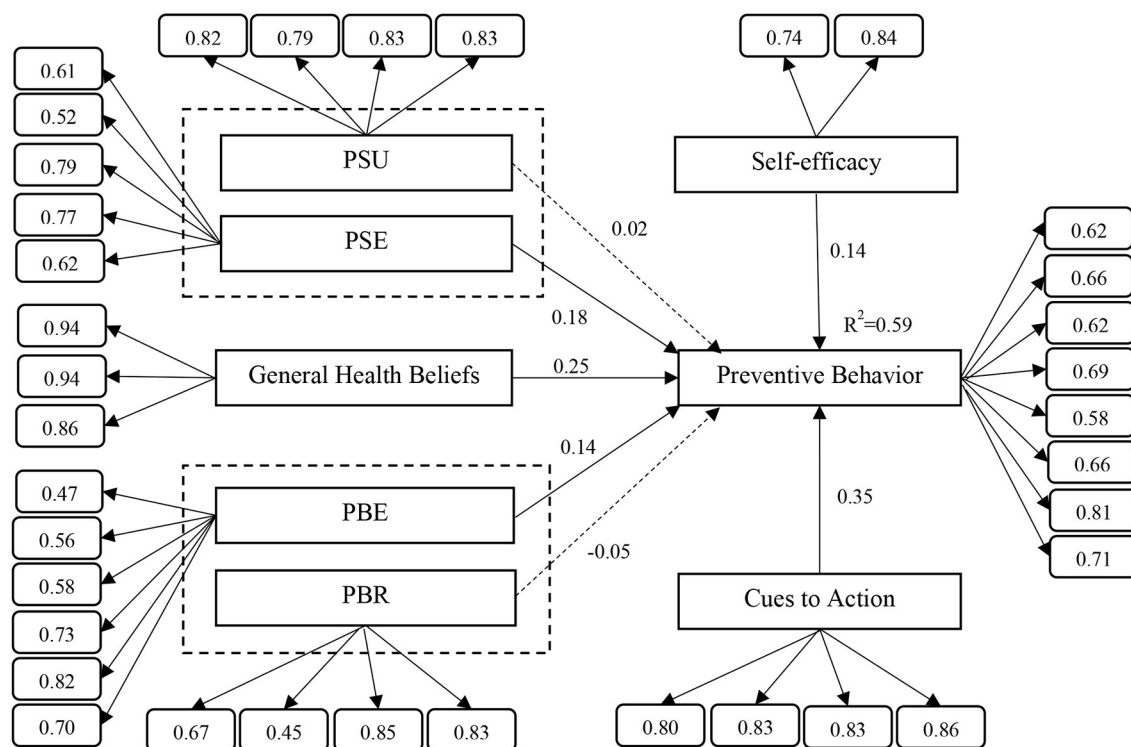 0.82 0.79 0.83 0.83
0.74 0.84
0.61
0.52
0.79
0.77
0.62
PSU
PSE
Self-efficacy
0.02
0.14
0.18
R²=0.59
0.94
0.94
0.86
General Health Beliefs
0.25
Preventive Behavior
0.62
0.66
0.62
0.69
0.58
0.66
0.81
0.71
0.14
0.35
-0.05
0.47
0.56
0.58
0.73
0.82
0.70
PBE
PBR
Cues to Action
0.67 0.45 0.85 0.83
0.80 0.83 0.83 0.86